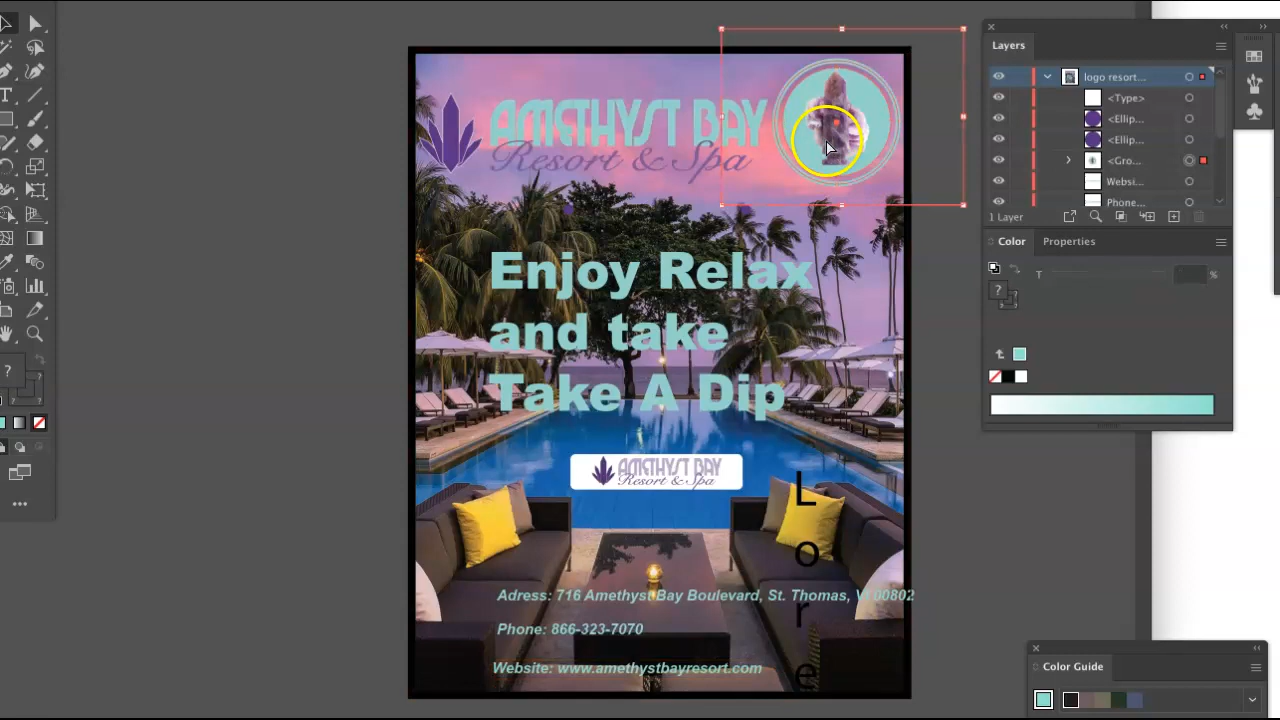 Layers
logo resort...
<Type>
<Ellip...
<Ellip...
<Gro...
Websi...
Phone...
1 Layer
Color
Properties
T
%
?
?
AMETHYST BAY
Resort & Spa
Enjoy Relax
and take
Take A Dip
AMETHYST BAY
Resort & Spa
L
o
r
e
Adress: 716 Amethyst Bay Boulevard, St. Thomas, VI 00802
Phone: 866-323-7070
Website: www.amethystbayresort.com
Color Guide